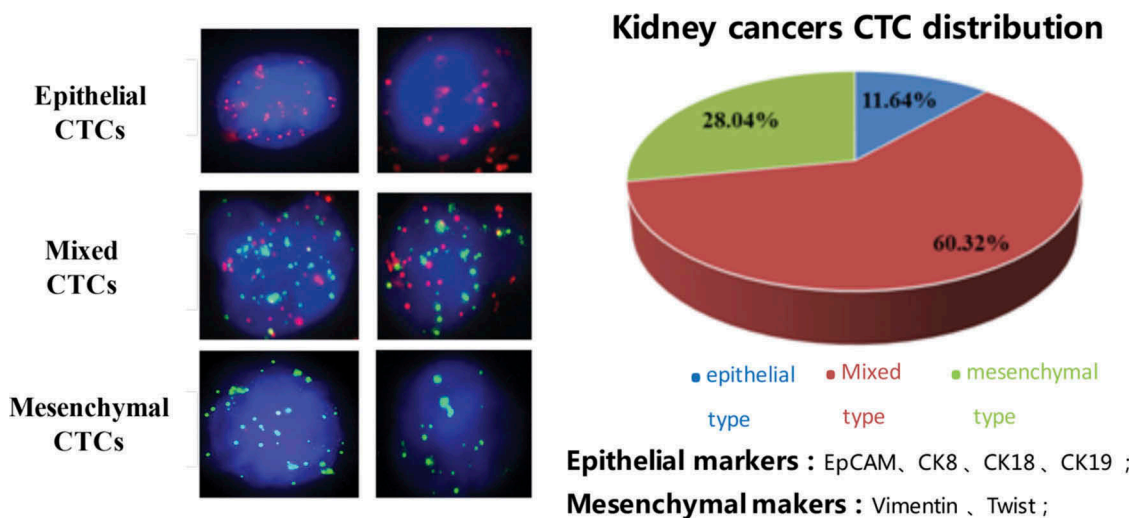 Kidney cancers CTC distribution
Epithelial
CTCs
Mixed
CTCs
Mesenchymal
CTCs
11.64%
28.04%
60.32%
epithelial
type
Mixed
type
mesenchymal
type
Epithelial markers : EpCAM、CK8 、CK18 、CK19 ;
Mesenchymal makers : Vimentin 、Twist ;